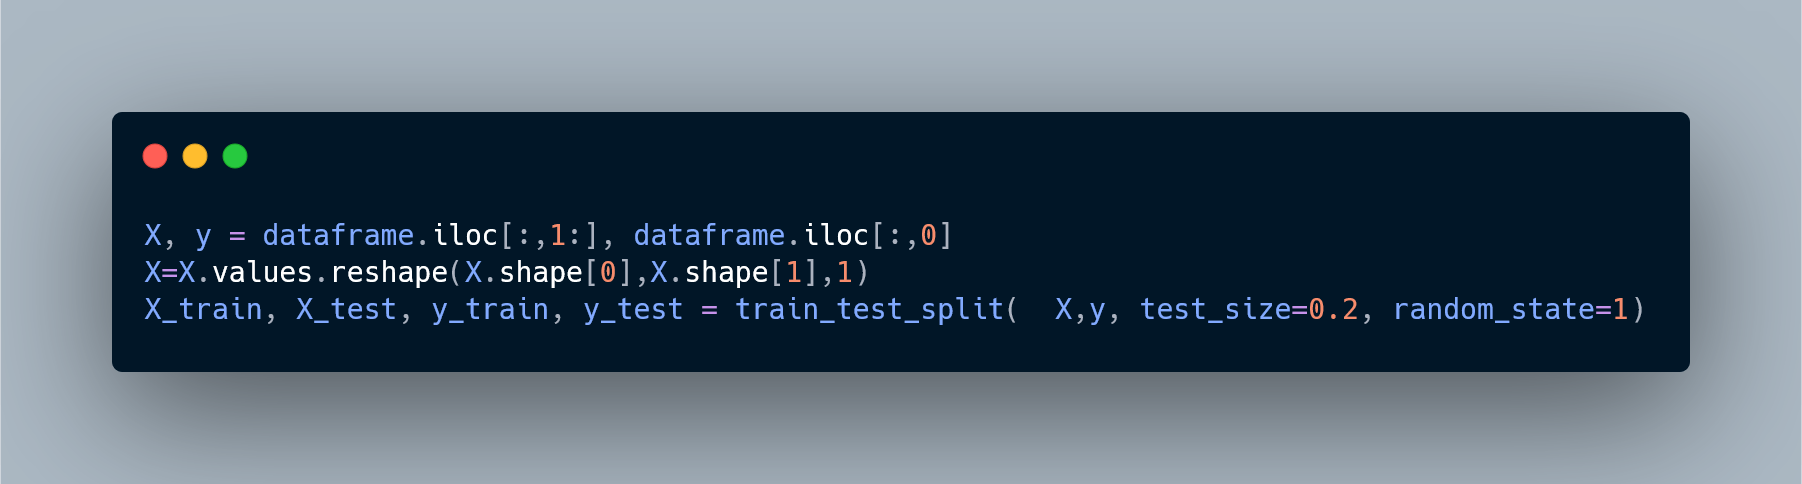 X, y = dataframe.iloc[:,1:], dataframe.iloc[:,0]
X=X.values.reshape(X.shape[0],X.shape[1],1)
X_train, X_test, y_train, y_test = train_test_split(  X,y, test_size=0.2, random_state=1)